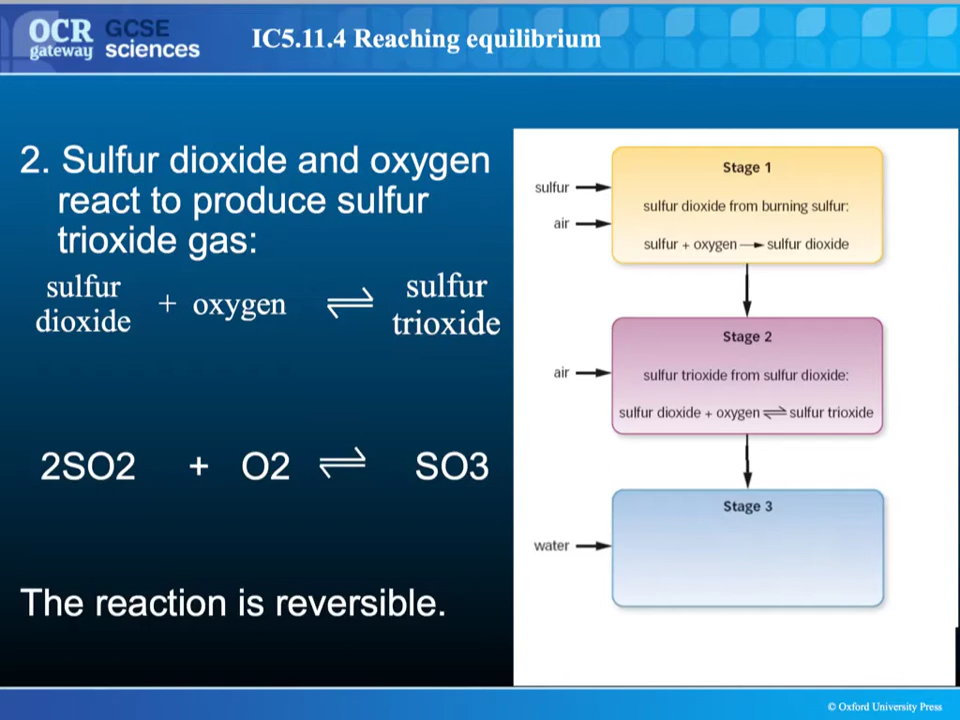 OCR GCSE
gateway sciences
IC5.11.4 Reaching equilibrium
2. Sulfur dioxide and oxygen
react to produce sulfur
trioxide gas:
sulfur dioxide + oxygen ⇌ sulfur trioxide
2SO2 + O2 ⇌ SO3
The reaction is reversible.
Stage 1
sulfur →
air →
sulfur dioxide from burning sulfur:
sulfur + oxygen → sulfur dioxide
Stage 2
air →
sulfur trioxide from sulfur dioxide:
sulfur dioxide + oxygen ⇌ sulfur trioxide
Stage 3
water →
© Oxford University Press